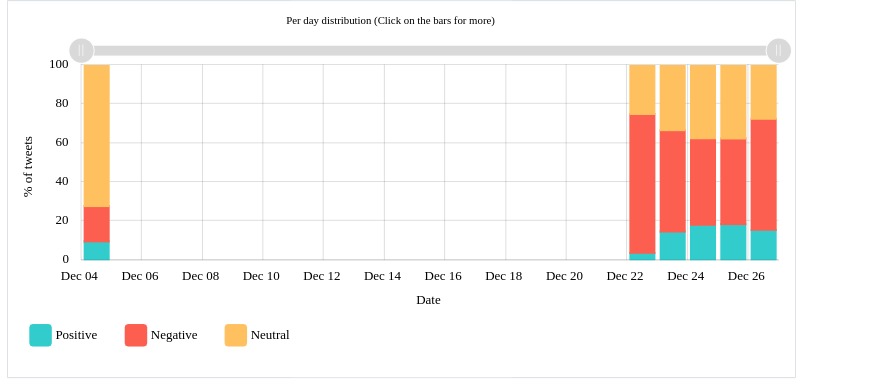 Per day distribution (Click on the bars for more)
100
80
60
40
20
0
% of tweets
Dec 04 Dec 06 Dec 08 Dec 10 Dec 12 Dec 14 Dec 16 Dec 18 Dec 20 Dec 22 Dec 24 Dec 26
Date
Positive Negative Neutral